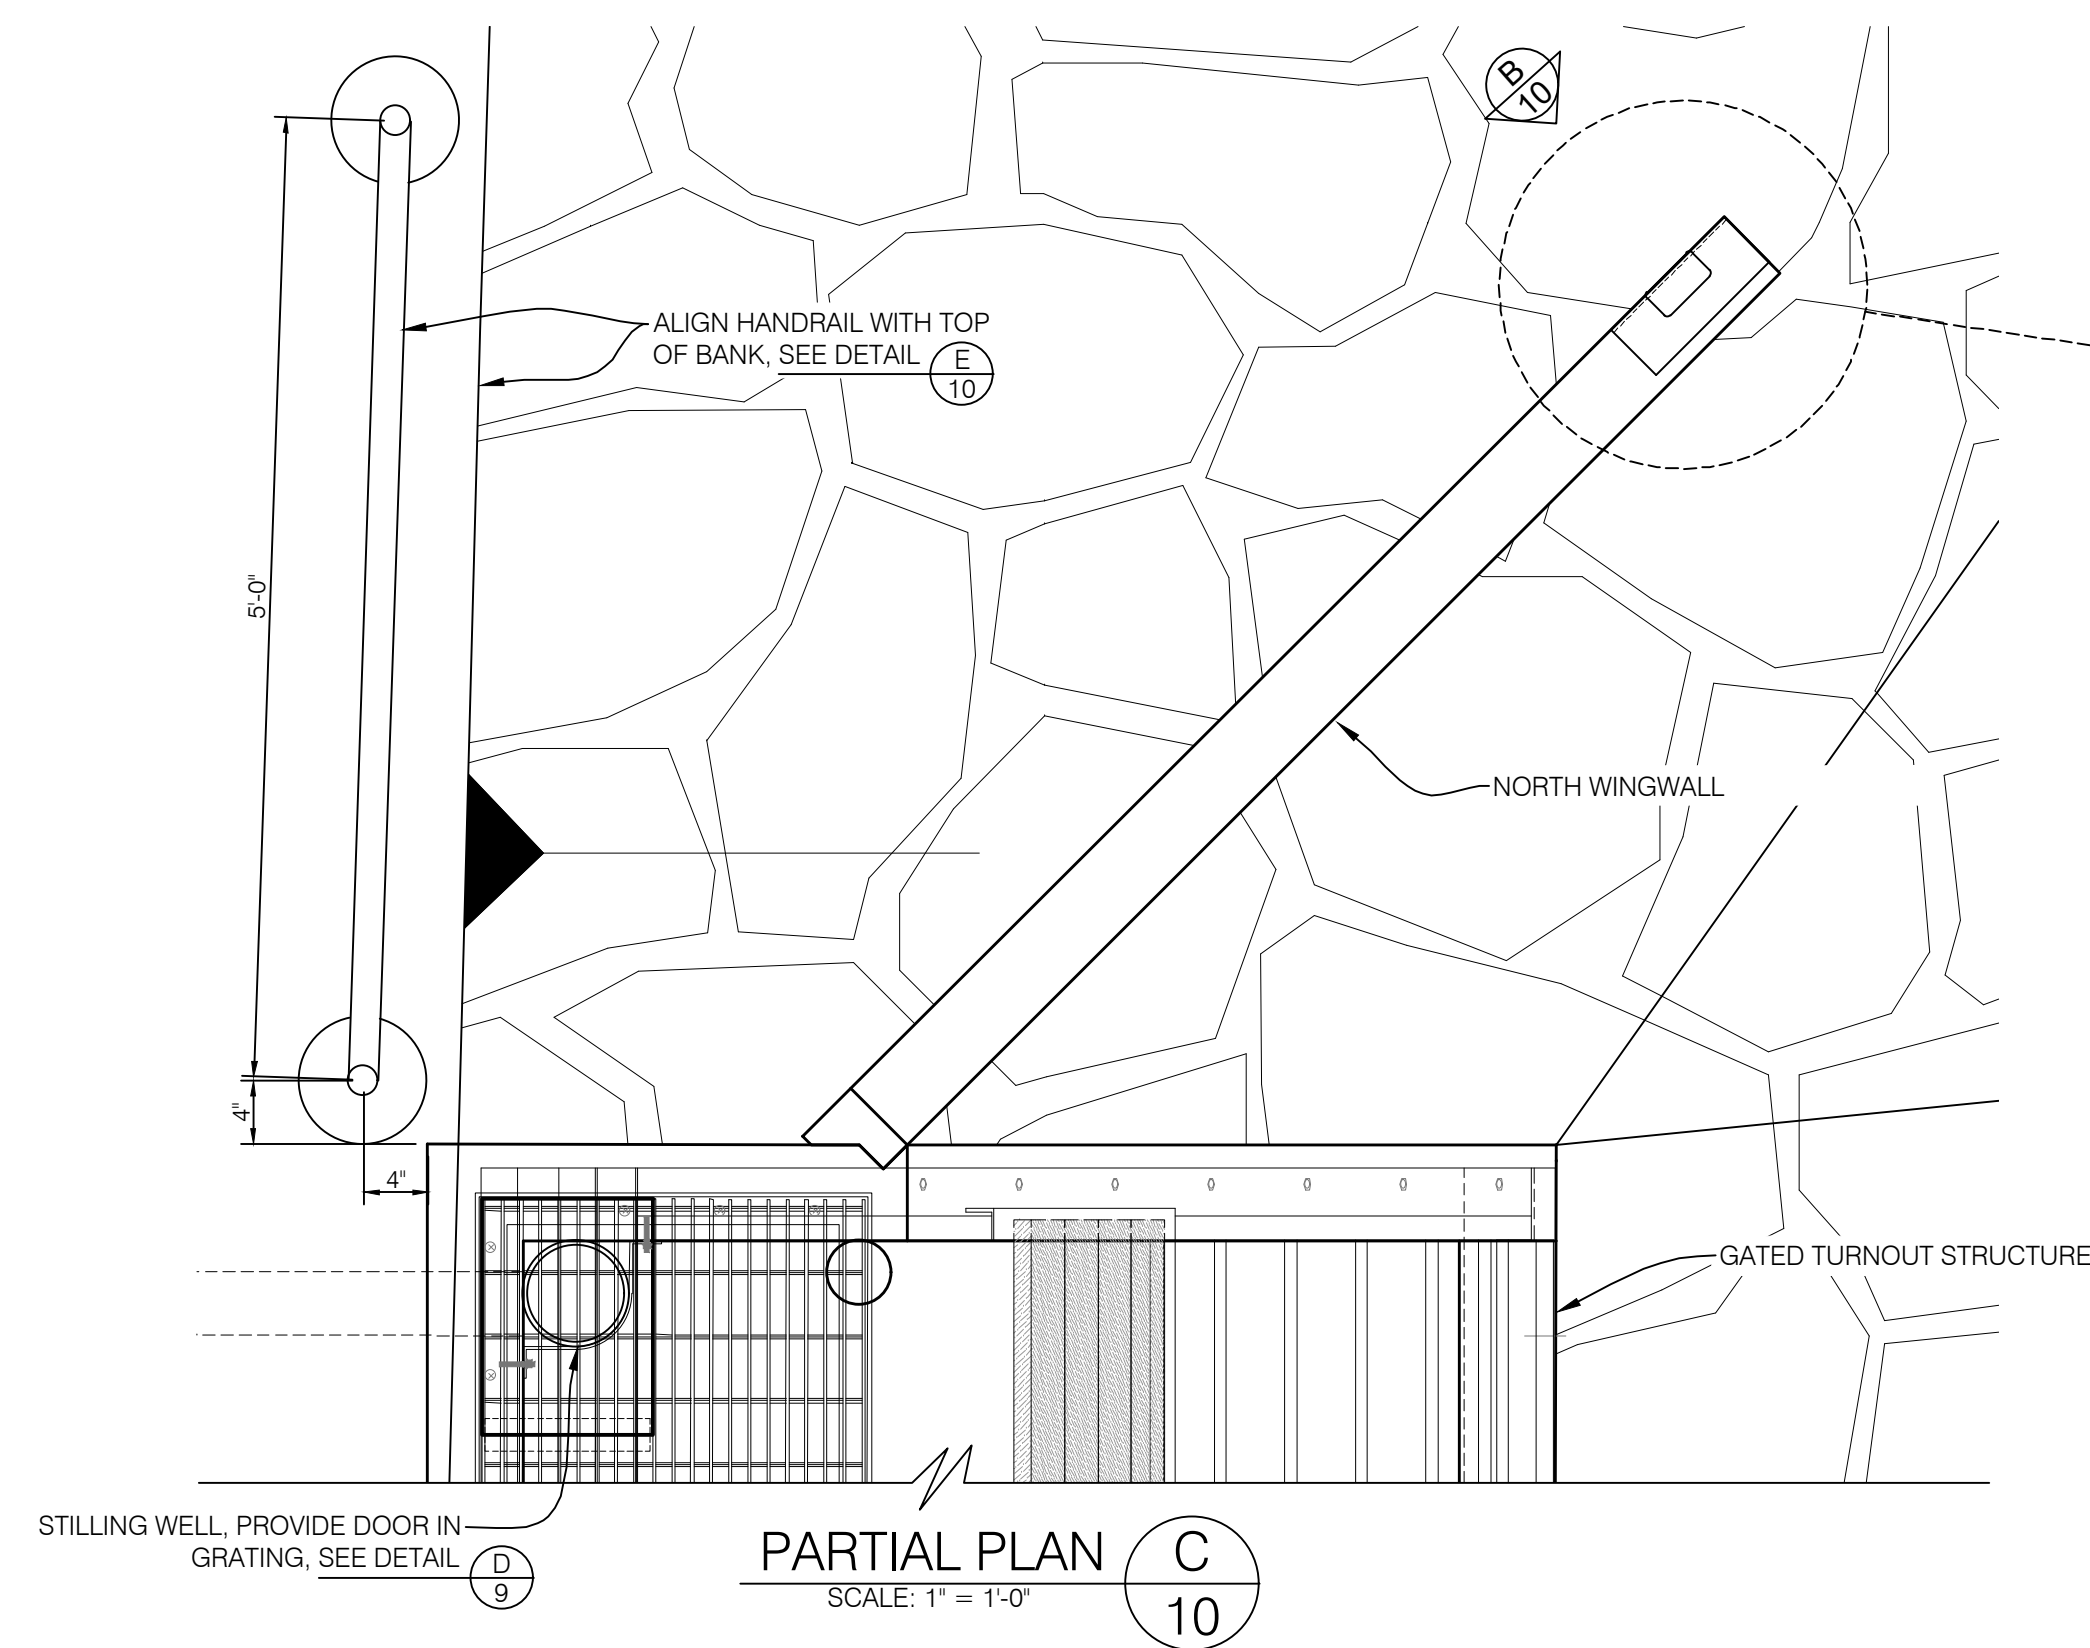 B
10
ALIGN HANDRAIL WITH TOP
OF BANK, SEE DETAIL
E
10
5'-0"
NORTH WINGWALL
4"
4"
GATED TURNOUT STRUCTURE
STILLING WELL, PROVIDE DOOR IN
GRATING, SEE DETAIL
D
9
PARTIAL PLAN
SCALE: 1" = 1'-0"
C
10